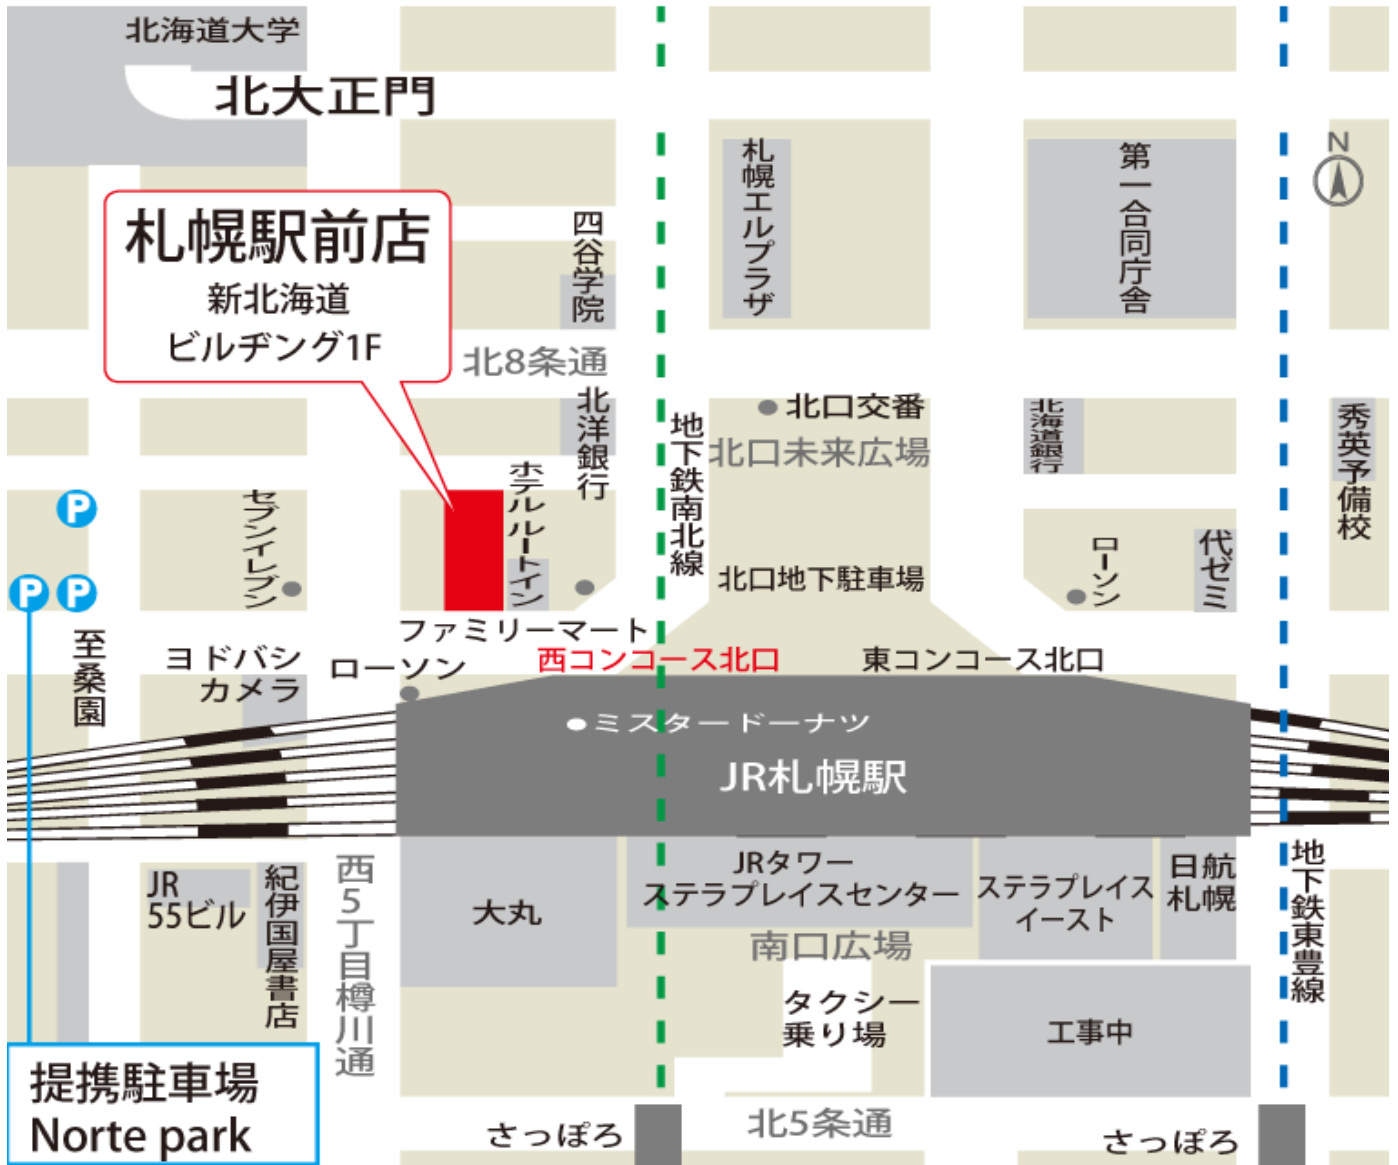 北海道大学
北大正門
N
札幌エルプラザ
第一合同庁舎
札幌駅前店
新北海道
ビルヂング1F
四谷学院
北8条通
北洋銀行
地下鉄南北線
北口交番
北口未来広場
北海道銀行
秀英予備校
P
セブンイレブン
ホテルルートイン
北口地下駐車場
ローソン
代ゼミ
P
P
至桑園
ヨドバシ
カメラ
ローソン
ファミリーマート
西コンコース北口
東コンコース北口
ミスタードーナツ
JR札幌駅
JR
55ビル
紀伊国屋書店
西5丁目樽川通
大丸
JRタワー
ステラプレイスセンター
ステラプレイス
イースト
日航
札幌
地下鉄東豊線
南口広場
タクシー
乗り場
工事中
提携駐車場
Norte park
さっぽろ
北5条通
さっぽろ